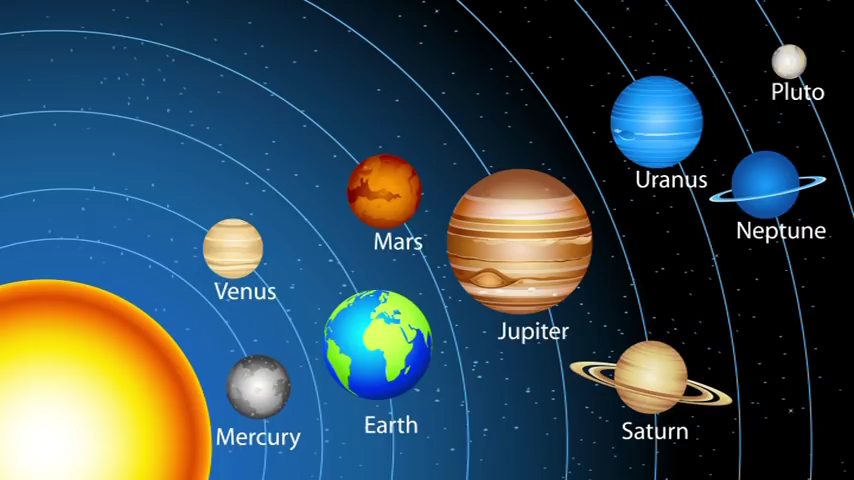 Pluto
Uranus
Neptune
Mars
Venus
Jupiter
Earth
Saturn
Mercury